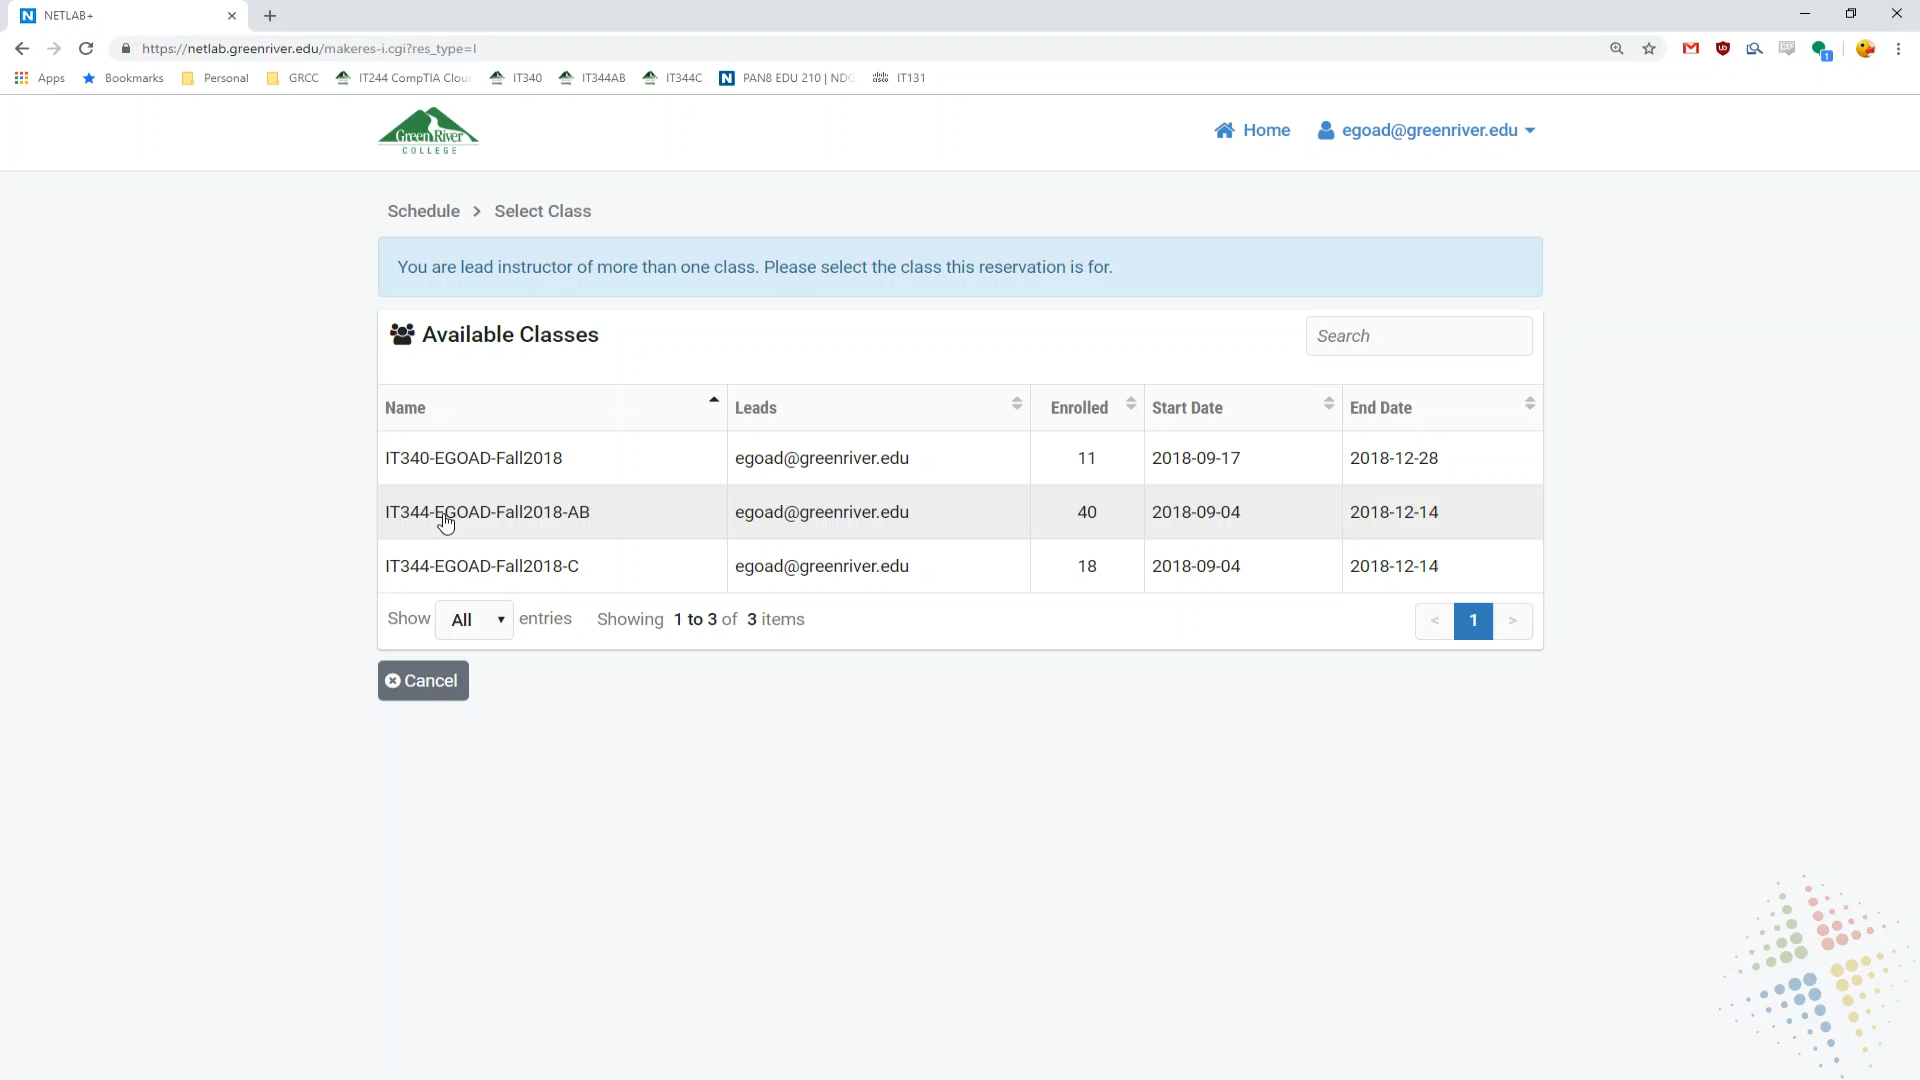 NETLAB+
https://netlab.greenriver.edu/makeres-i.cgi?res_type=I
Apps Bookmarks Personal GRCC IT244 CompTIA Clou IT340 IT344AB IT344C PAN8 EDU 210 | NDG IT131
Green River
COLLEGE
Home egoad@greenriver.edu
Schedule > Select Class
You are lead instructor of more than one class. Please select the class this reservation is for.
Available Classes
Search
Name Leads Enrolled Start Date End Date
IT340-EGOAD-Fall2018 egoad@greenriver.edu 11 2018-09-17 2018-12-28
IT344-EGOAD-Fall2018-AB egoad@greenriver.edu 40 2018-09-04 2018-12-14
IT344-EGOAD-Fall2018-C egoad@greenriver.edu 18 2018-09-04 2018-12-14
Show All entries Showing 1 to 3 of 3 items < 1 >
Cancel